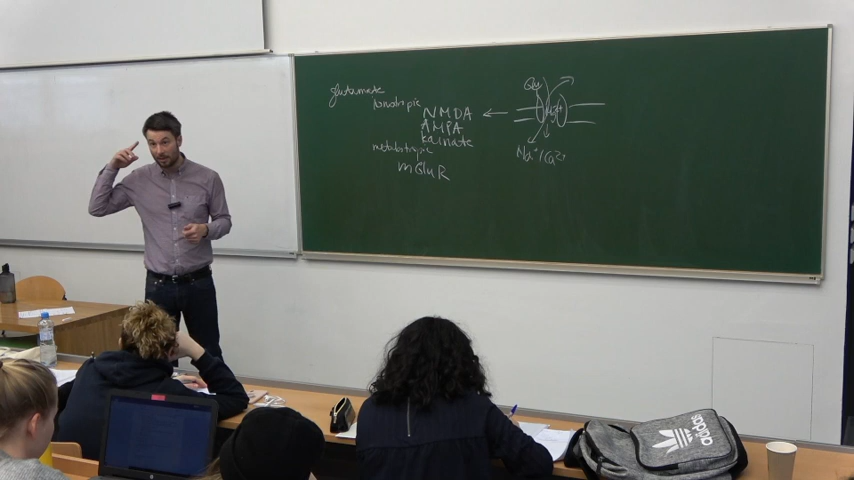 glutamate
ionotropic
NMDA
AMPA
kainate
metabotropic
mGluR
Na⁺/Ca²⁺
adidas